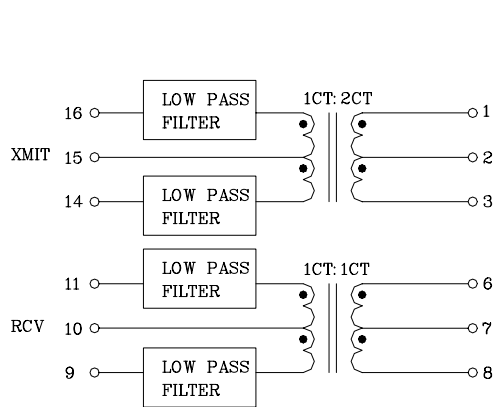 LOW PASS
FILTER
1CT: 2CT
16
1
XMIT
15
2
LOW PASS
FILTER
14
3
LOW PASS
FILTER
1CT: 1CT
11
6
RCV
10
7
LOW PASS
FILTER
9
8